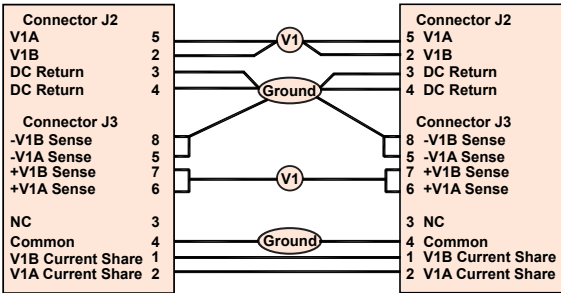 Connector J2
V1A 5
V1B 2
DC Return 3
DC Return 4
Connector J3
-V1B Sense 8
-V1A Sense 5
+V1B Sense 7
+V1A Sense 6
NC 3
Common 4
V1B Current Share 1
V1A Current Share 2
V1
Ground
V1
Ground
Connector J2
5 V1A
2 V1B
3 DC Return
4 DC Return
Connector J3
8 -V1B Sense
5 -V1A Sense
7 +V1B Sense
6 +V1A Sense
3 NC
4 Common
1 V1B Current Share
2 V1A Current Share